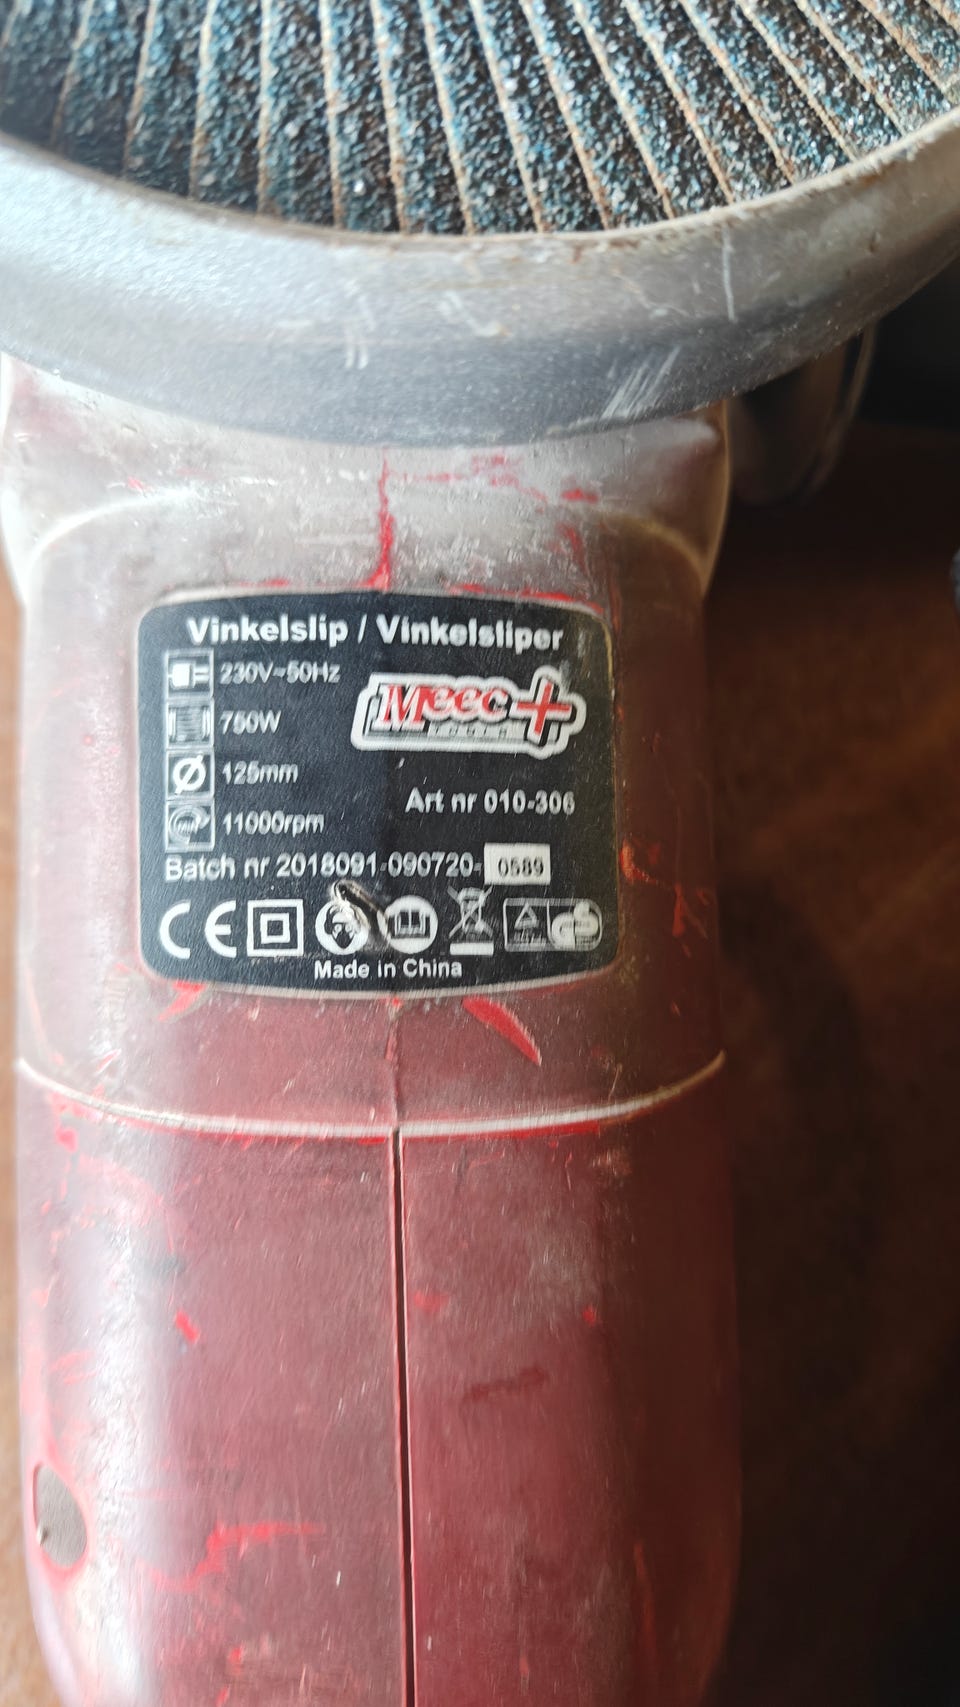 Vinkelslip / Vinkelsliper
230V~50Hz
Meec+
750W
125mm
Art nr 010-306
11000rpm
Batch nr 2018091-090720-0589
CE
Made in China